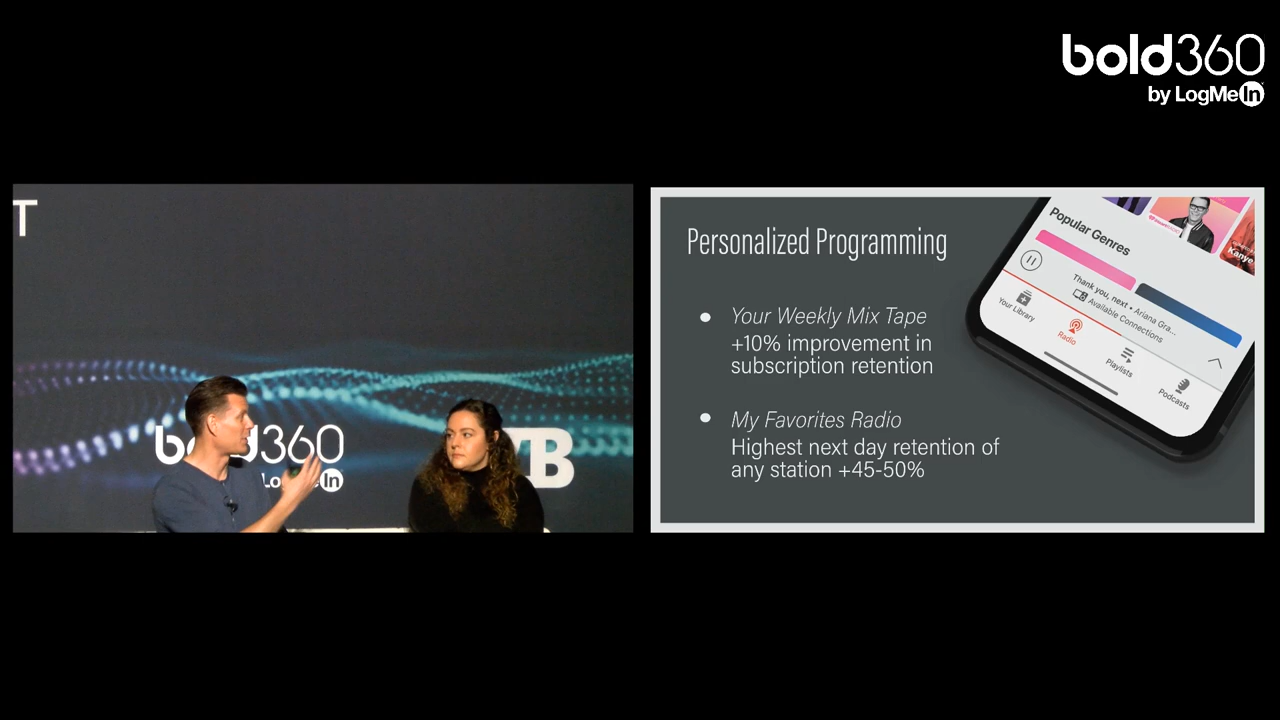 bold360
by LogMeIn
T
bold360
LogMeIn
B
Personalized Programming
Your Weekly Mix Tape
+10% improvement in
subscription retention
My Favorites Radio
Highest next day retention of
any station +45-50%
Popular Genres
Kanye
Thank you, next • Ariana Gra...
Available Connections
Your Library
Radio
Playlists
Podcasts